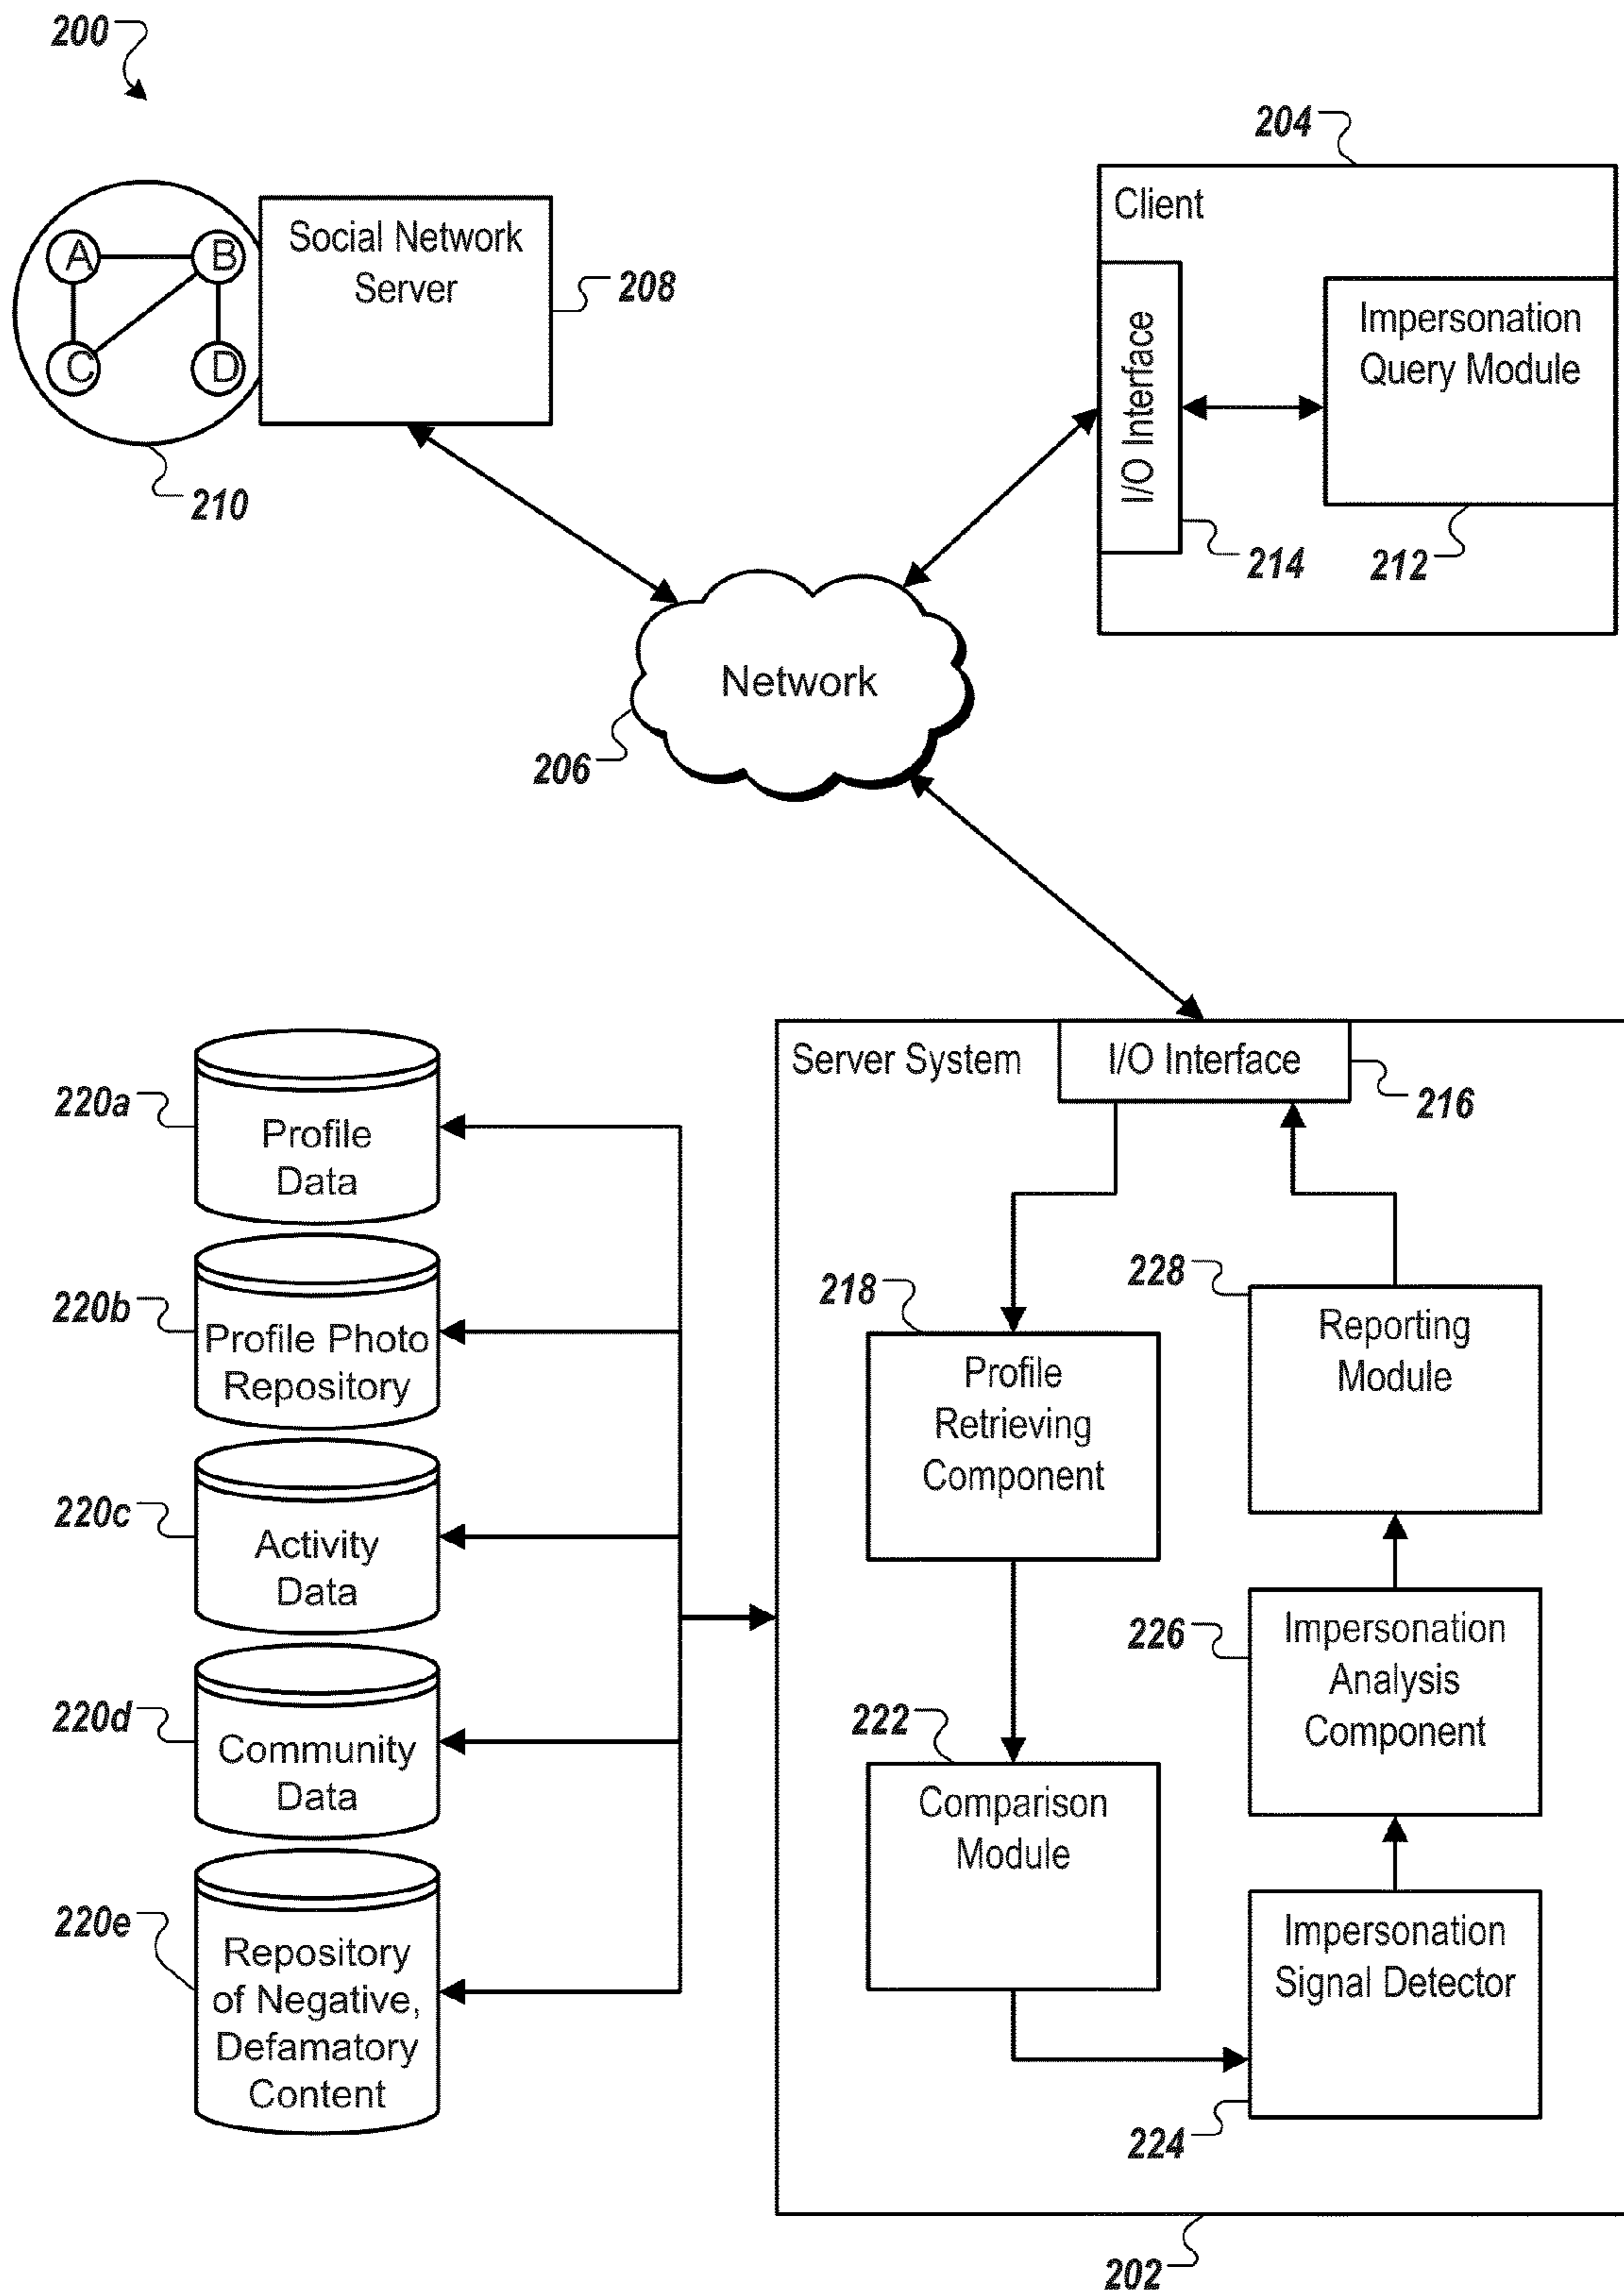 200
204
Client
A
B
C
D
Social Network
Server
208
210
I/O Interface
Impersonation
Query Module
214
212
Network
206
Server System
I/O Interface
216
220a
Profile
Data
220b
Profile Photo
Repository
220c
Activity
Data
220d
Community
Data
220e
Repository
of Negative,
Defamatory
Content
218
Profile
Retrieving
Component
222
Comparison
Module
228
Reporting
Module
226
Impersonation
Analysis
Component
Impersonation
Signal Detector
224
202